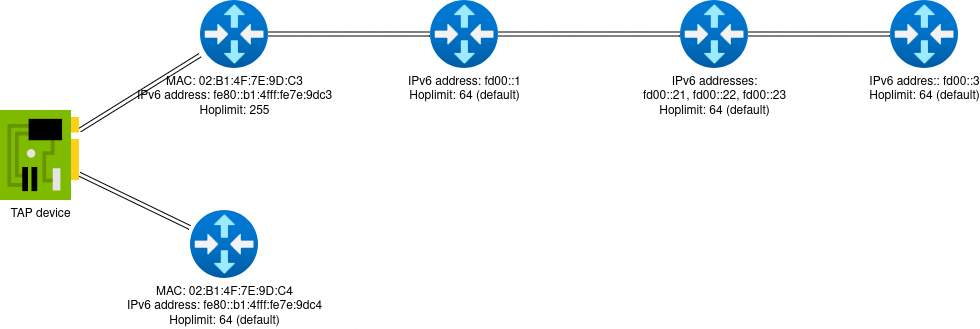 MAC: 02:B1:4F:7E:9D:C3
IPv6 address: fe80::b1:4fff:fe7e:9dc3
Hoplimit: 255
IPv6 address: fd00::1
Hoplimit: 64 (default)
IPv6 addresses:
fd00::21, fd00::22, fd00::23
Hoplimit: 64 (default)
IPv6 addres:: fd00::3
Hoplimit: 64 (default)
TAP device
MAC: 02:B1:4F:7E:9D:C4
IPv6 address: fe80::b1:4fff:fe7e:9dc4
Hoplimit: 64 (default)